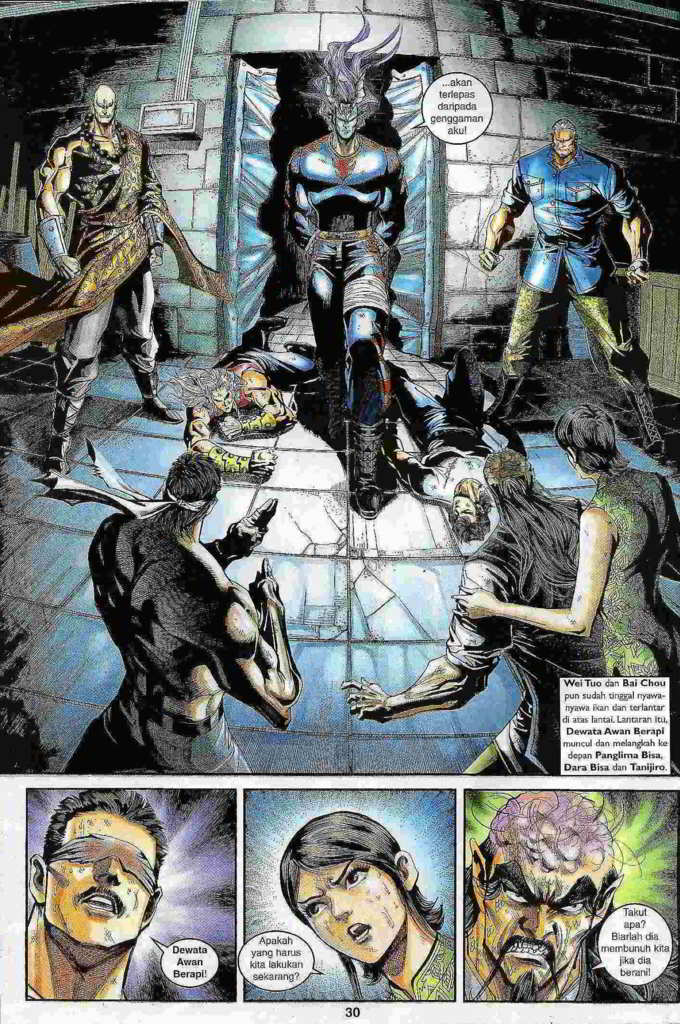 ...akan
terlepas
daripada
genggaman
aku!
Wei Tuo dan Bai Chou
pun sudah tinggal nyawa-
nyawa ikan dan terlantar
di atas lantai. Lantaran itu,
Dewata Awan Berapi
muncul dan melangkah ke
depan Panglima Bisa,
Dara Bisa dan Tanijiro.
Dewata
Awan
Berapi!
Apakah
yang harus
kita lakukan
sekarang?
Takut
apa?
Biarlah dia
membunuh kita
jika dia
berani!
30